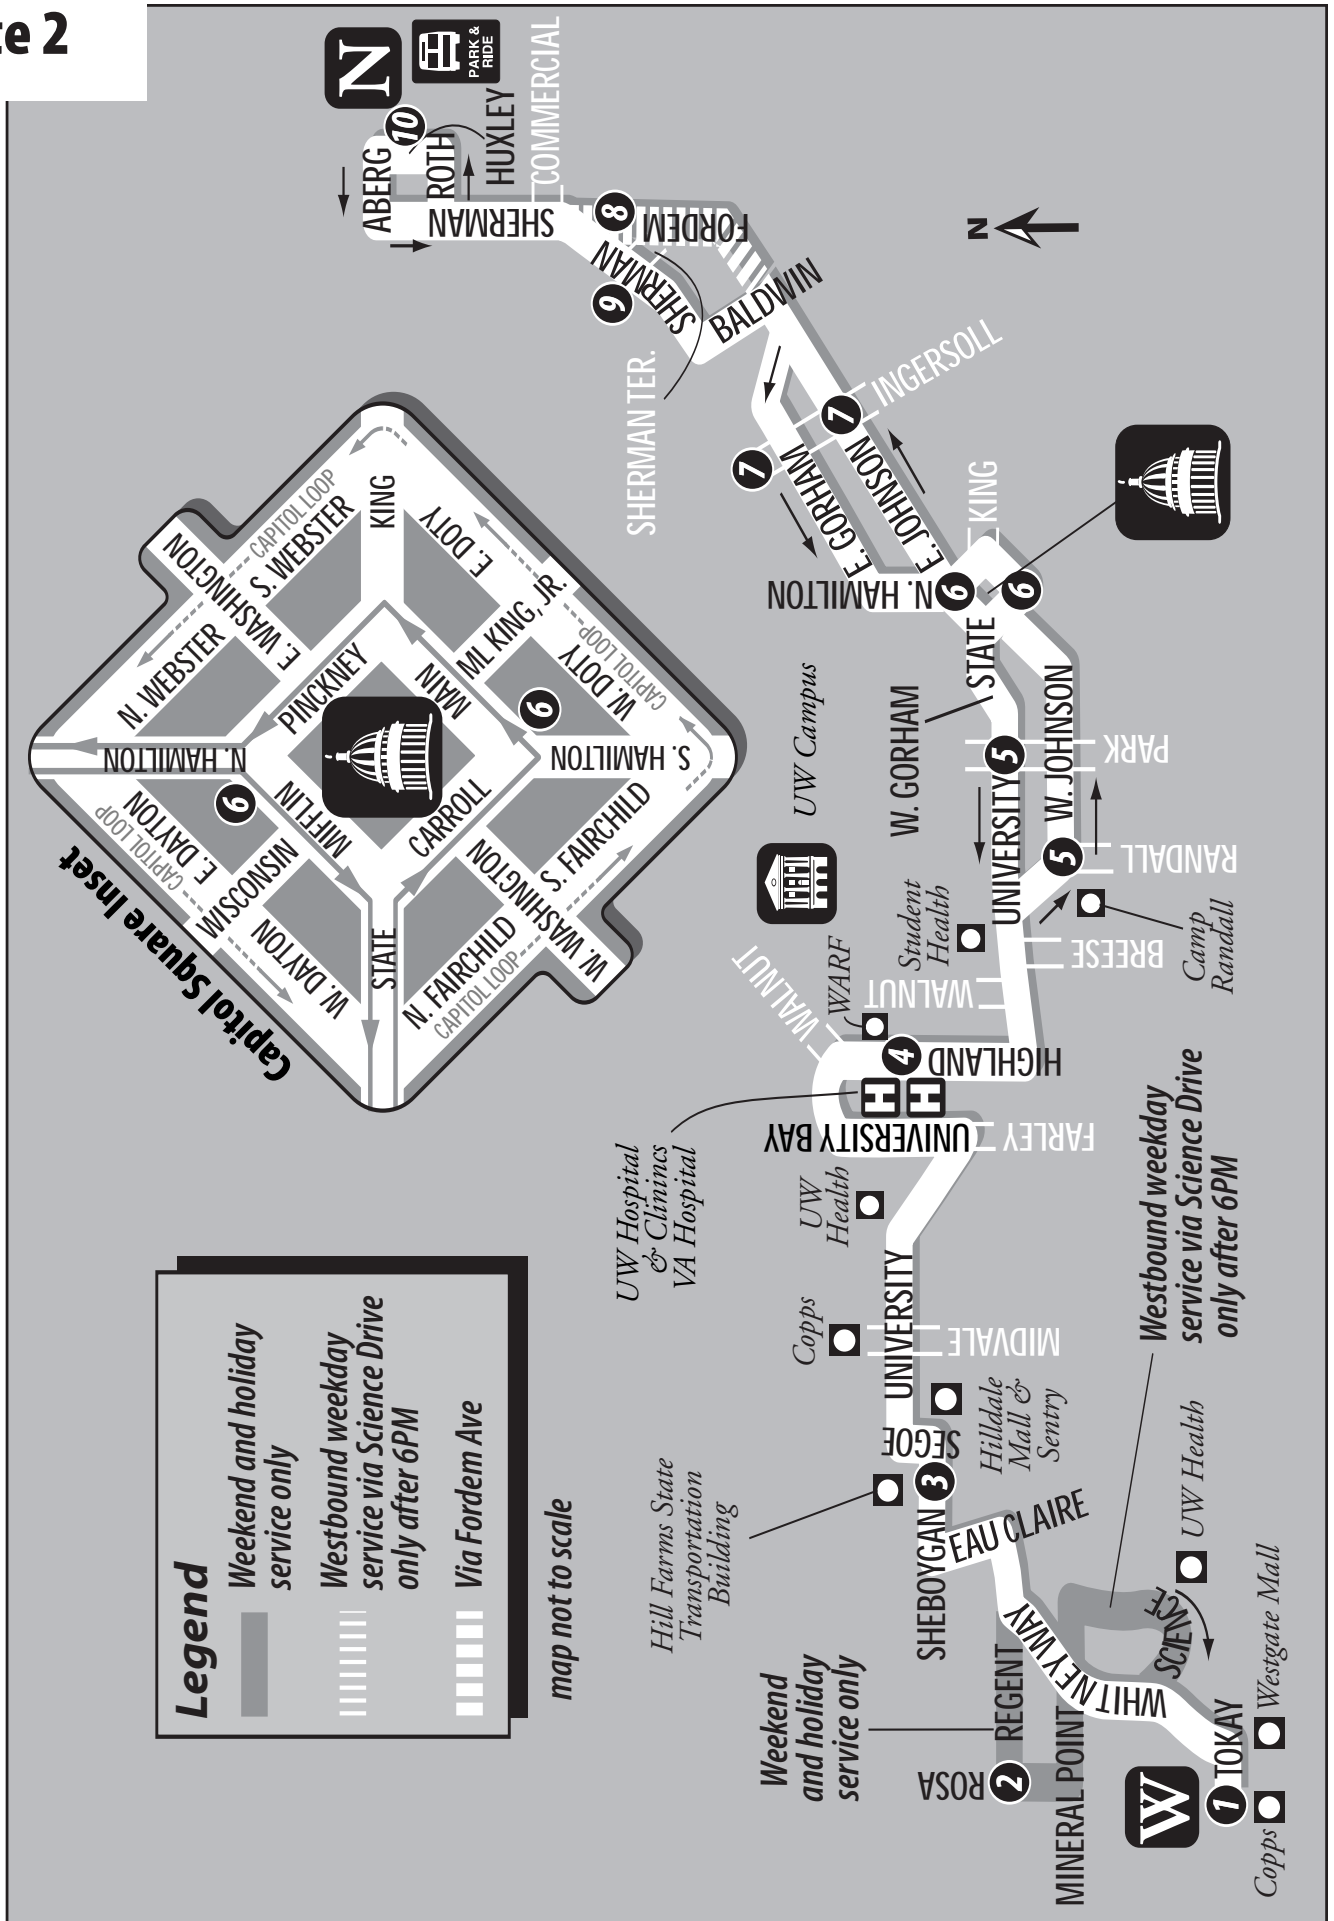 te 2
Capitol Square Inset
N. HAMILTON
N. WEBSTER
E. WASHINGTON
S. WEBSTER
CAPITOL LOOP
KING
E. DOTY
ML KING, JR.
W. DOTY
CAPITOL LOOP
S. HAMILTON
S. FAIRCHILD
W. WASHINGTON
N. FAIRCHILD
CAPITOL LOOP
STATE
W. DAYTON
WISCONSIN
E. DAYTON
CAPITOL LOOP
PINCKNEY
MAIN
MIFFLIN
CARROLL
6
6
Legend
Weekend and holiday
service only
Westbound weekday
service via Science Drive
only after 6PM
Via Fordem Ave
map not to scale
N
PARK &
RIDE
10
ABERG
ROTH
HUXLEY
COMMERCIAL
SHERMAN
8
FORDEM
9
SHERMAN
SHERMAN TER.
BALDWIN
N
INGERSOLL
7
7
E. GORHAM
E. JOHNSON
N. HAMILTON
KING
6
6
STATE
UW Campus
W. GORHAM
5
UNIVERSITY
W. JOHNSON
PARK
5
RANDALL
Student
Health
Camp
Randall
BREESE
WALNUT
WALNUT
WARF
4
HIGHLAND
H
H
UW Hospital
& Clinincs
VA Hospital
UNIVERSITY BAY
FARLEY
UW
Health
UNIVERSITY
Copps
MIDVALE
Hilldale
Mall &
Sentry
SEGOE
3
Hill Farms State
Transportation
Building
SHEBOYGAN
EAU CLAIRE
Westbound weekday
service via Science Drive
only after 6PM
UW Health
SCIENCE
WHITNEY WAY
REGENT
Weekend
and holiday
service only
ROSA
2
MINERAL POINT
W
1
TOKAY
Westgate Mall
Copps